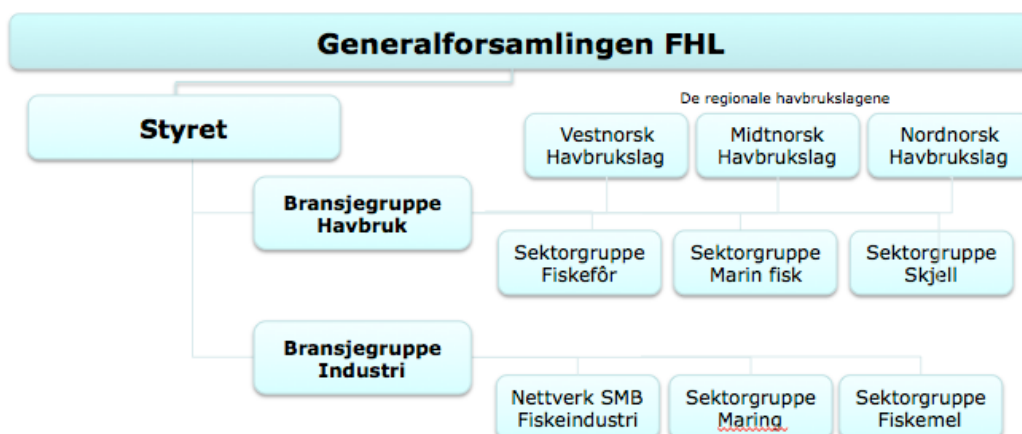 Generalforsamlingen FHL
De regionale havbrukslagene
Styret
Vestnorsk
Havbrukslag
Midtnorsk
Havbrukslag
Nordnorsk
Havbrukslag
Bransjegruppe
Havbruk
Sektorgruppe
Fiskefôr
Sektorgruppe
Marin fisk
Sektorgruppe
Skjell
Bransjegruppe
Industri
Nettverk SMB
Fiskeindustri
Sektorgruppe
Maring
Sektorgruppe
Fiskemel